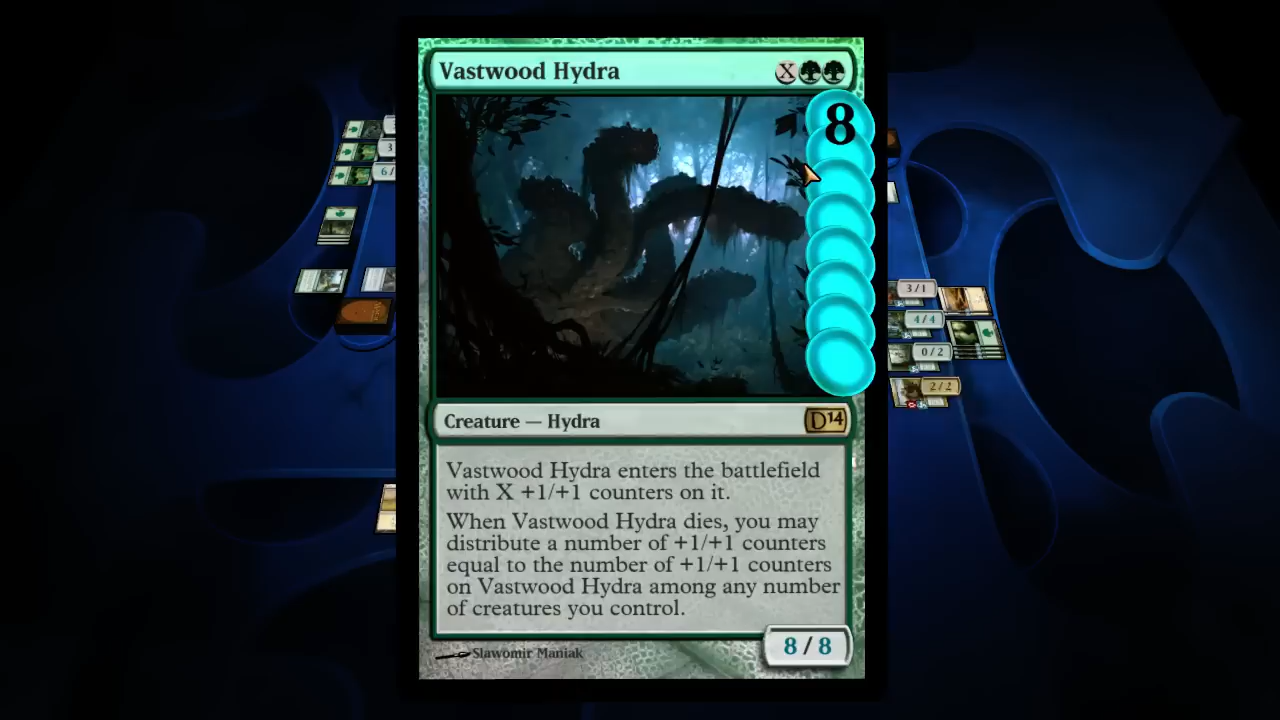 Vastwood Hydra X
8
Creature — Hydra D14
Vastwood Hydra enters the battlefield
with X +1/+1 counters on it.
When Vastwood Hydra dies, you may
distribute a number of +1/+1 counters
equal to the number of +1/+1 counters
on Vastwood Hydra among any number
of creatures you control.
8 / 8
Slawomir Maniak
3
6 /
3 / 1
4 / 4
0 / 2
2 / 2